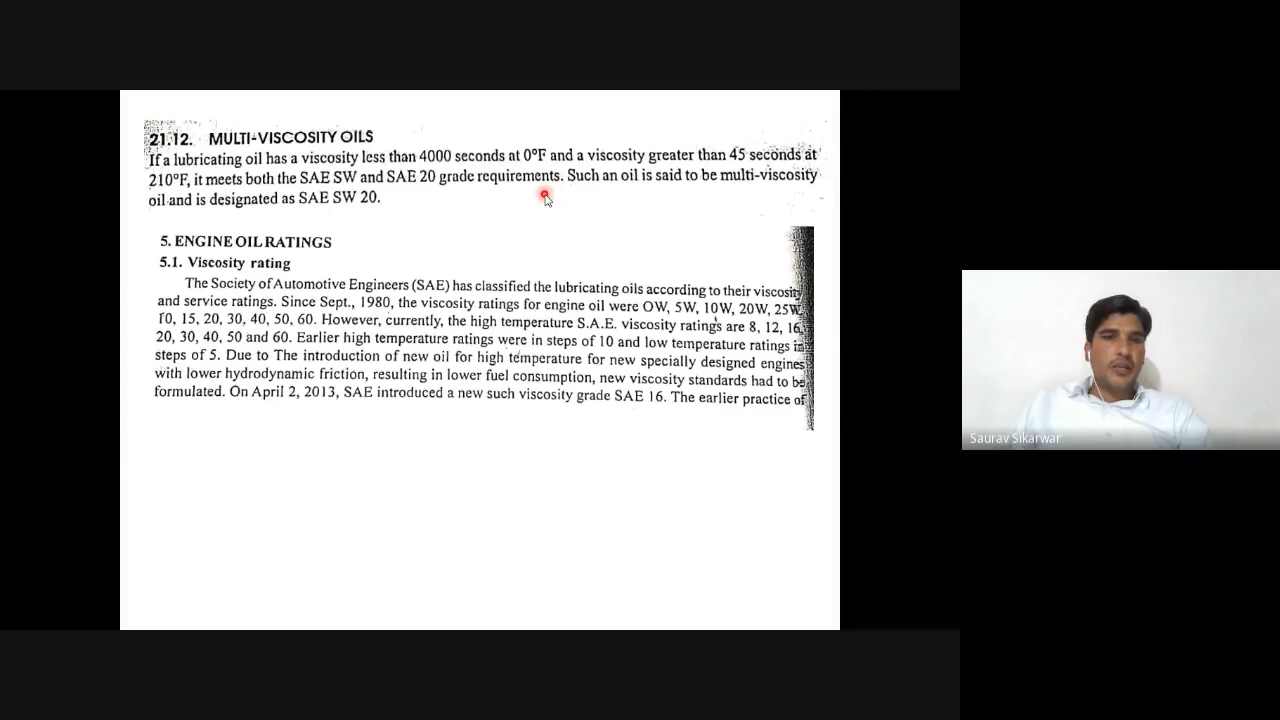 21.12. MULTI-VISCOSITY OILS
If a lubricating oil has a viscosity less than 4000 seconds at 0°F and a viscosity greater than 45 seconds at
210°F, it meets both the SAE SW and SAE 20 grade requirements. Such an oil is said to be multi-viscosity
oil and is designated as SAE SW 20.
5. ENGINE OIL RATINGS
5.1. Viscosity rating
The Society of Automotive Engineers (SAE) has classified the lubricating oils according to their viscosity
and service ratings. Since Sept., 1980, the viscosity ratings for engine oil were OW, 5W, 10W, 20W, 25W,
10, 15, 20, 30, 40, 50, 60. However, currently, the high temperature S.A.E. viscosity ratings are 8, 12, 16,
20, 30, 40, 50 and 60. Earlier high temperature ratings were in steps of 10 and low temperature ratings in
steps of 5. Due to The introduction of new oil for high temperature for new specially designed engines
with lower hydrodynamic friction, resulting in lower fuel consumption, new viscosity standards had to be
formulated. On April 2, 2013, SAE introduced a new such viscosity grade SAE 16. The earlier practice of
Saurav Sikarwar